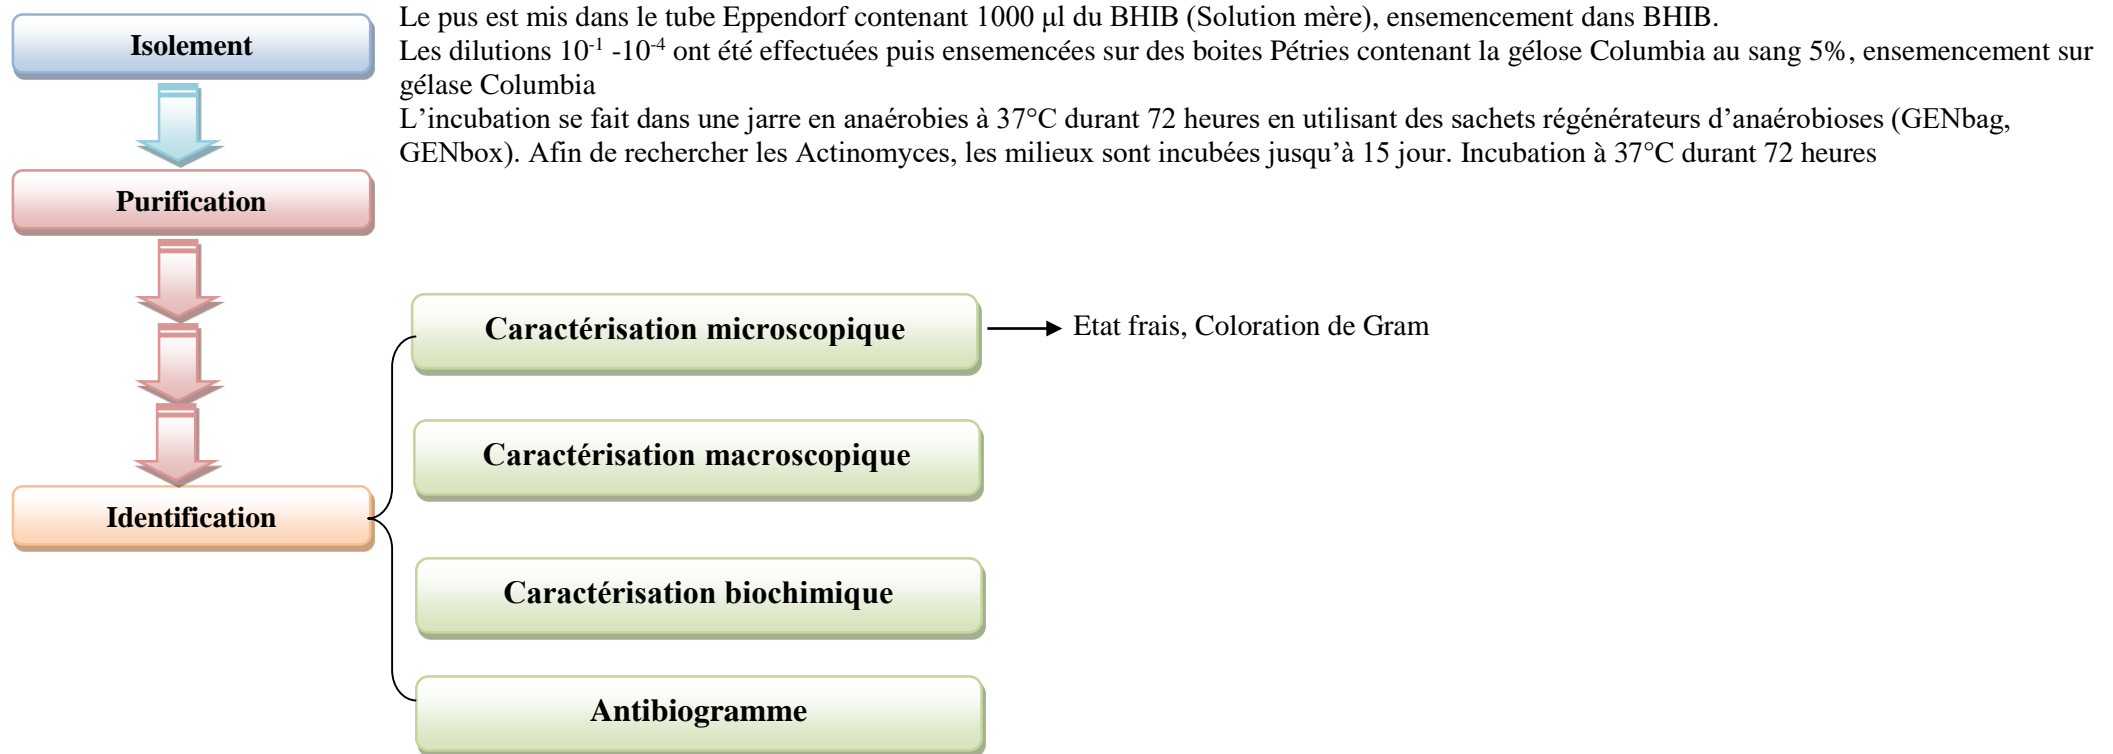 Isolement
Le pus est mis dans le tube Eppendorf contenant 1000 µl du BHIB (Solution mère), ensemencement dans BHIB.
Les dilutions 10⁻¹ -10⁻⁴ ont été effectuées puis ensemencées sur des boites Pétries contenant la gélose Columbia au sang 5%, ensemencement sur
gélase Columbia
L’incubation se fait dans une jarre en anaérobies à 37°C durant 72 heures en utilisant des sachets régénérateurs d’anaérobioses (GENbag,
GENbox). Afin de rechercher les Actinomyces, les milieux sont incubées jusqu’à 15 jour. Incubation à 37°C durant 72 heures
Purification
Identification
Caractérisation microscopique
Etat frais, Coloration de Gram
Caractérisation macroscopique
Caractérisation biochimique
Antibiogramme